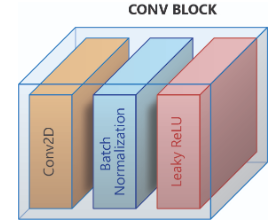 CONV BLOCK
Conv2D
Batch
Normalization
Leaky ReLU